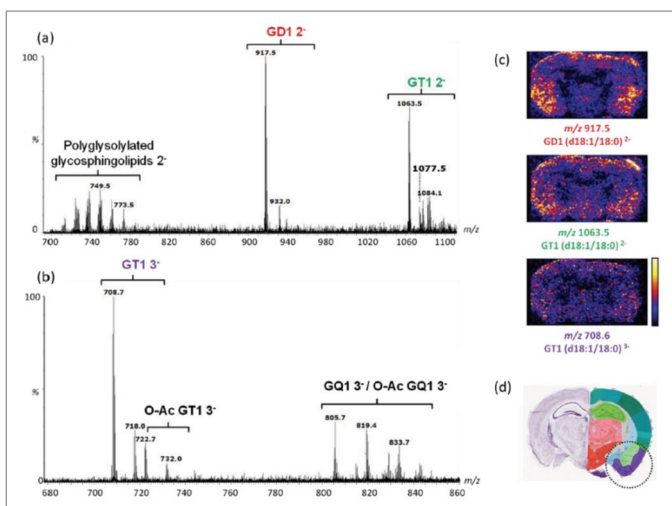 (a)
GD1 2-
917.5
GT1 2-
1063.5
1077.5
1084.1
932.0
Polyglysolylated
glycosphingolipids 2-
749.5
773.5
100
%
0
700 740 780 820 860 900 940 980 1020 1060 1100 m/z
(b)
GT1 3-
708.7
O-Ac GT1 3-
718.0
722.7
732.0
GQ1 3- / O-Ac GQ1 3-
805.7
819.4
833.7
100
%
0
680 700 720 740 760 780 800 820 840 860
m/z
(c)
m/z 917.5
GD1 (d18:1/18:0) 2-
m/z 1063.5
GT1 (d18:1/18:0) 2-
m/z 708.6
GT1 (d18:1/18:0) 3-
(d)